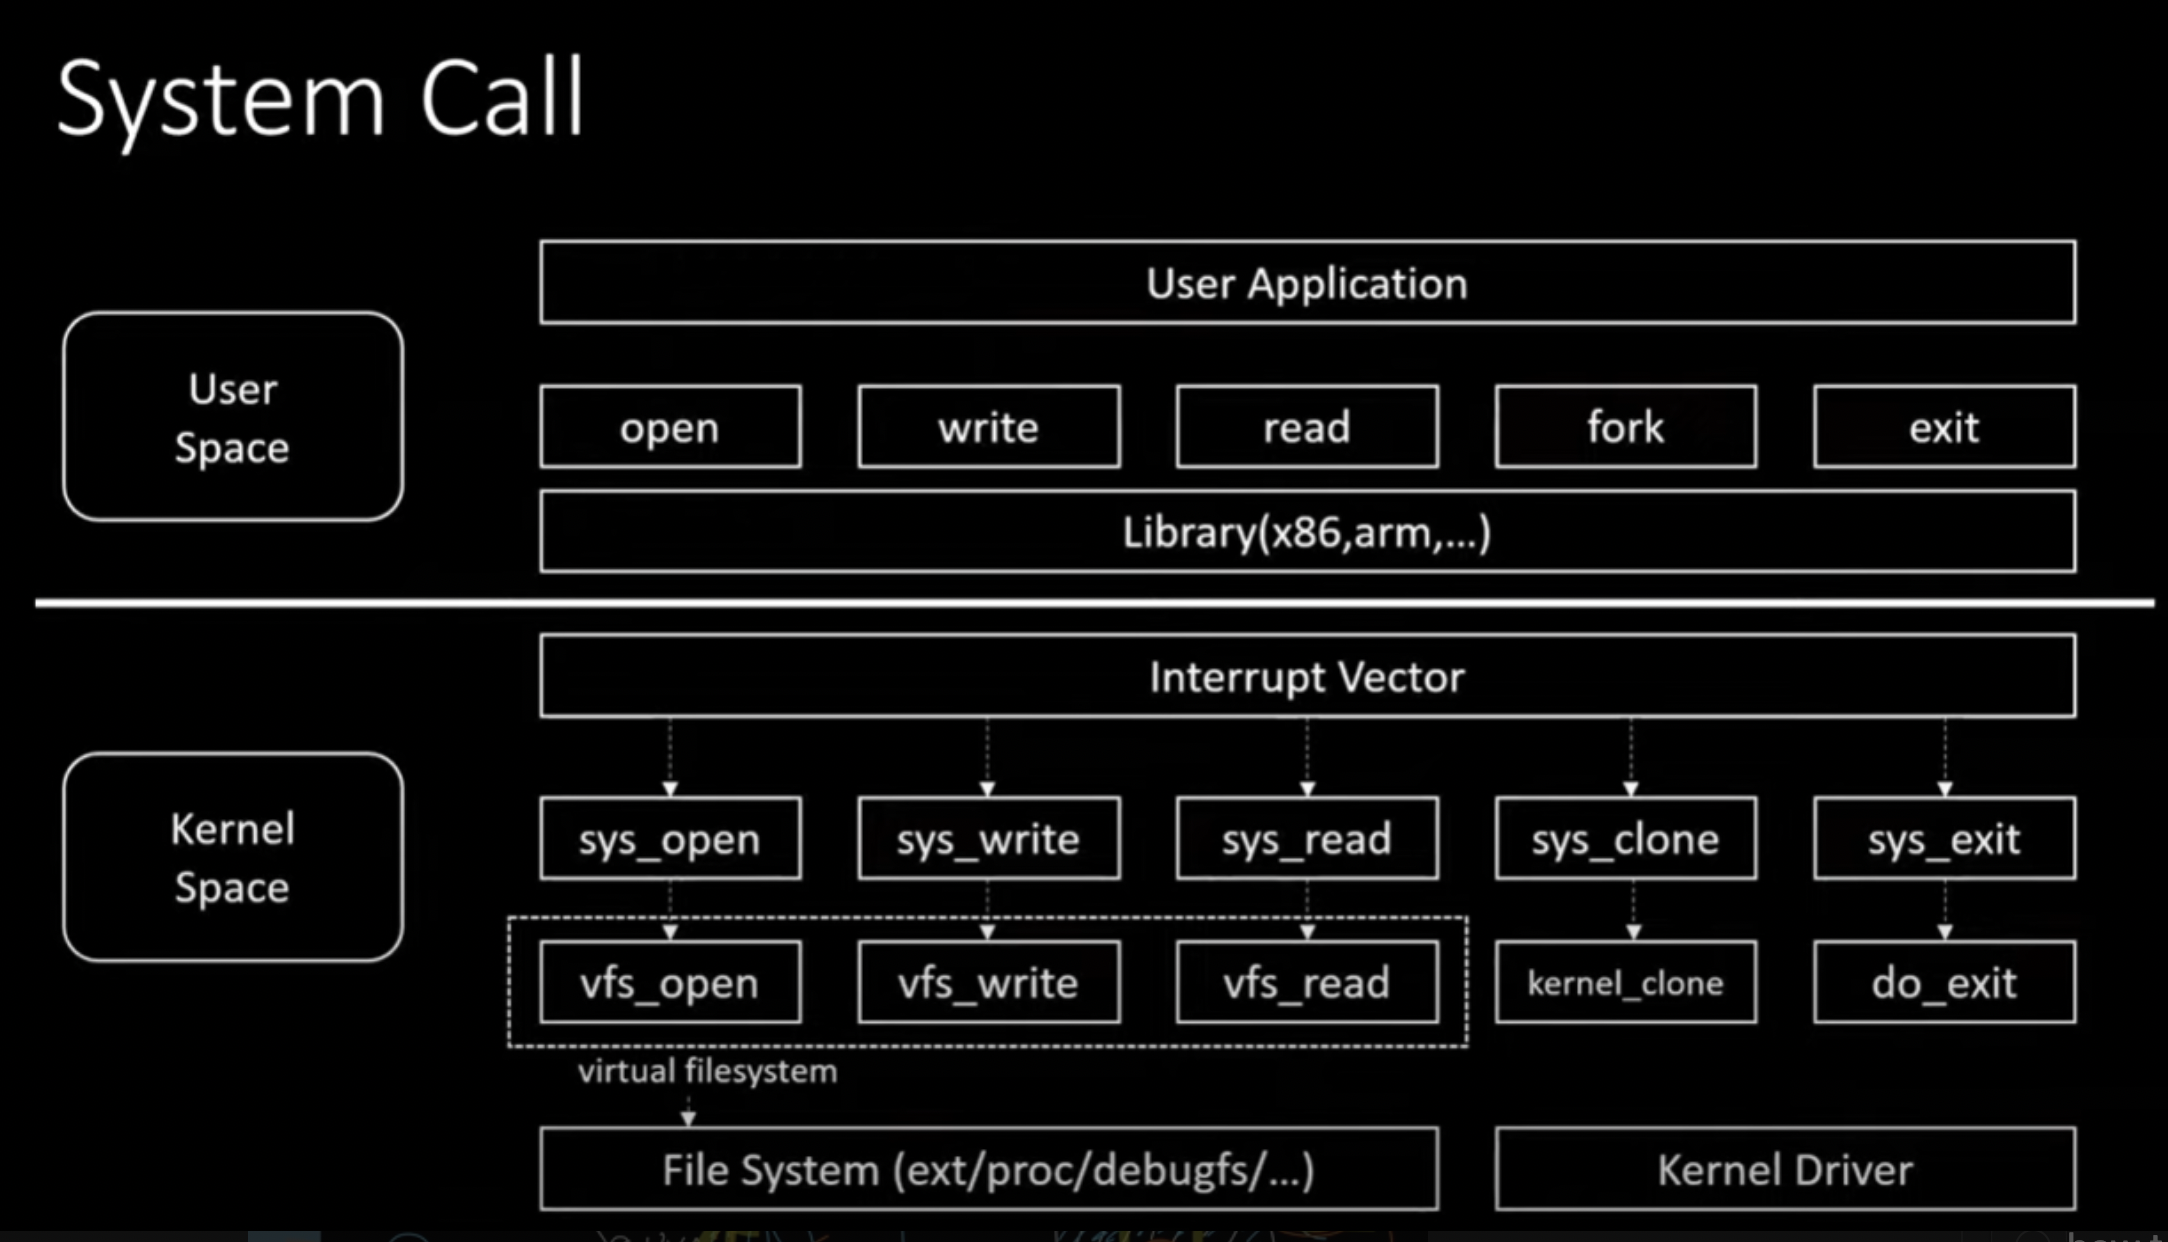 System Call
User Application
User
Space
open
write
read
fork
exit
Library(x86,arm,...)
Interrupt Vector
Kernel
Space
sys_open
sys_write
sys_read
sys_clone
sys_exit
vfs_open
vfs_write
vfs_read
kernel_clone
do_exit
virtual filesystem
File System (ext/proc/debugfs/...)
Kernel Driver